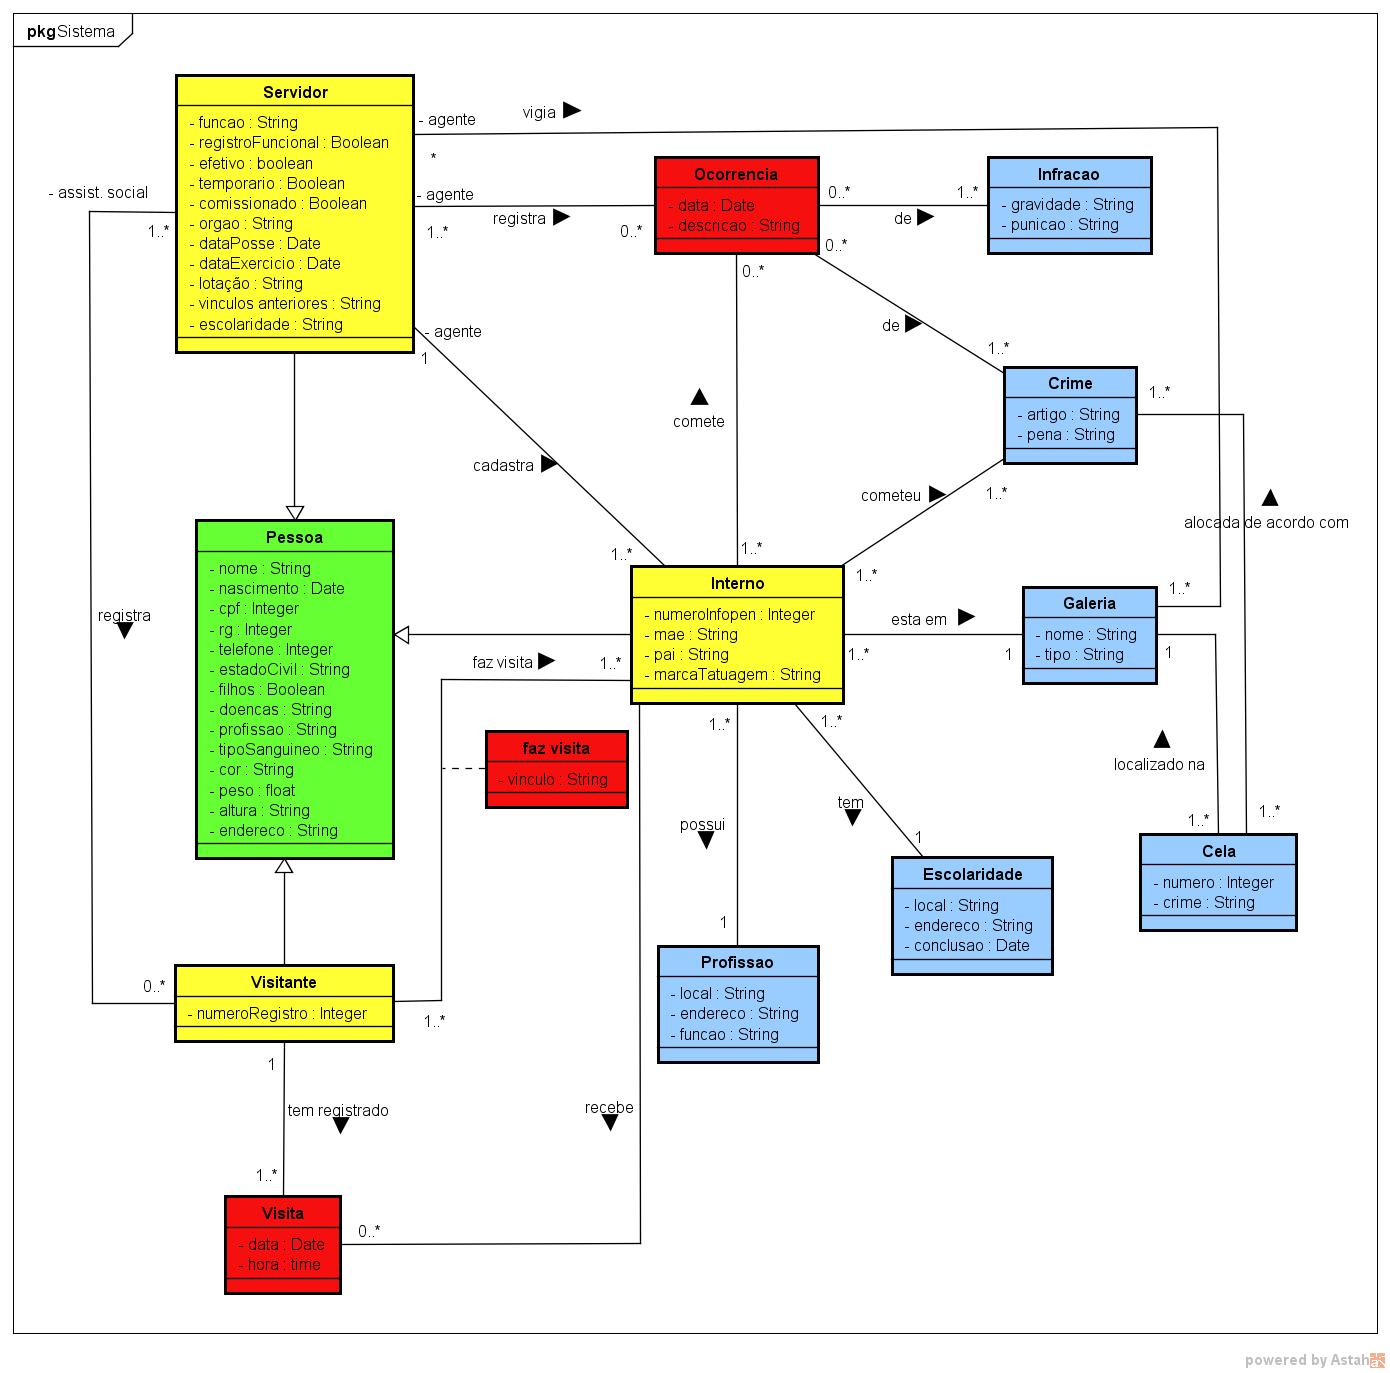 pkg Sistema
Servidor
- funcao : String
- registroFuncional : Boolean
- efetivo : boolean
- temporario : Boolean
- comissionado : Boolean
- orgao : String
- dataPosse : Date
- dataExercicio : Date
- lotação : String
- vinculos anteriores : String
- escolaridade : String
- agente
vigia
*
- agente
registra
1..*
0..*
- assist. social
1..*
Ocorrencia
- data : Date
- descricao : String
0..*
1..*
de
Infracao
- gravidade : String
- punicao : String
0..*
0..*
de
1..*
- agente
1
cadastra
1..*
comete
1..*
Crime
- artigo : String
- pena : String
1..*
cometeu
1..*
1..*
alocada de acordo com
Pessoa
- nome : String
- nascimento : Date
- cpf : Integer
- rg : Integer
- telefone : Integer
- estadoCivil : String
- filhos : Boolean
- doencas : String
- profissao : String
- tipoSanguineo : String
- cor : String
- peso : float
- altura : String
- endereco : String
registra
Interno
- numeroInfopen : Integer
- mae : String
- pai : String
- marcaTatuagem : String
esta em
1..*
1
Galeria
- nome : String
- tipo : String
1..*
1
faz visita
1..*
faz visita
- vinculo : String
1..*
1..*
possui
1
tem
1
localizado na
1..*
1..*
Escolaridade
- local : String
- endereco : String
- conclusao : Date
Cela
- numero : Integer
- crime : String
Profissao
- local : String
- endereco : String
- funcao : String
0..*
Visitante
- numeroRegistro : Integer
1..*
1
tem registrado
1..*
recebe
0..*
Visita
- data : Date
- hora : time
powered by Astah